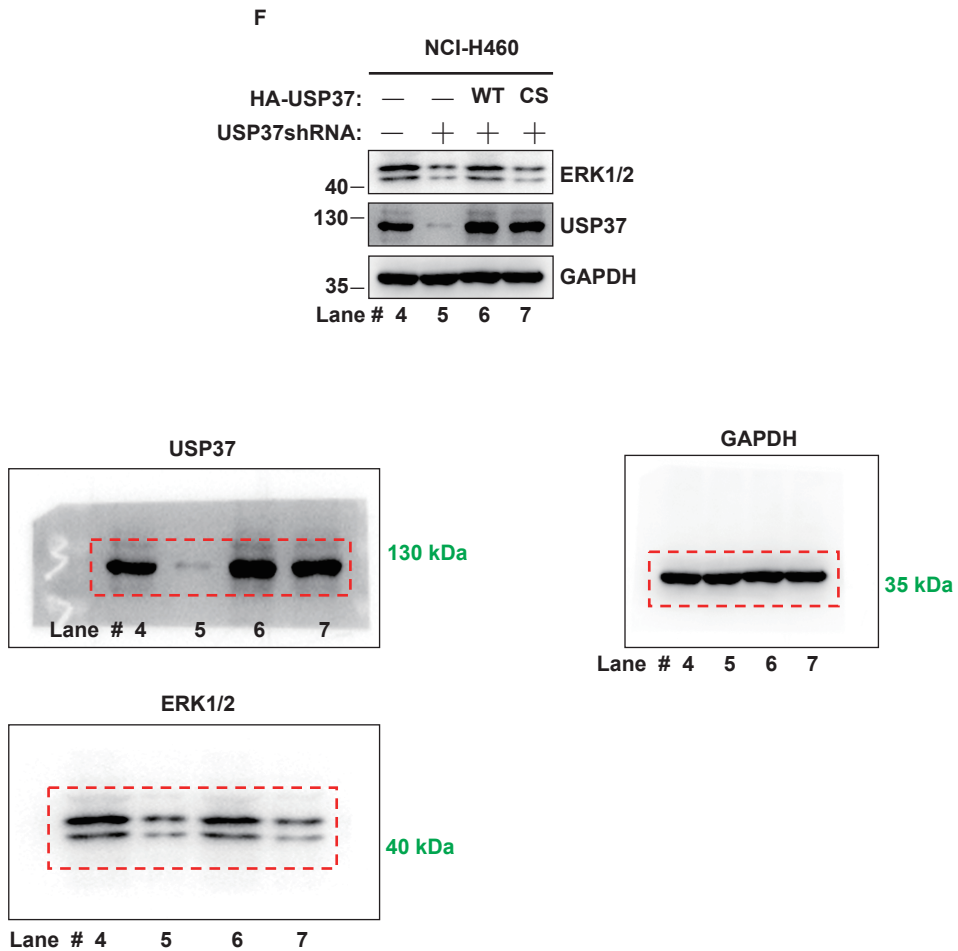 F
NCI-H460
HA-USP37: — — WT CS
USP37shRNA: — + + +
40 ERK1/2
130 USP37
35 GAPDH
Lane # 4 5 6 7
USP37
130 kDa
Lane # 4 5 6 7
GAPDH
35 kDa
Lane # 4 5 6 7
ERK1/2
40 kDa
Lane # 4 5 6 7